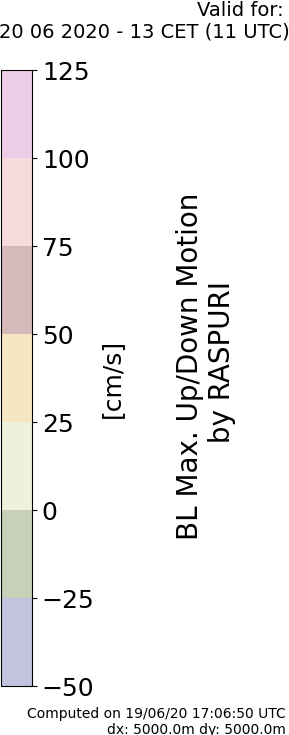 Valid for:
20 06 2020 - 13 CET (11 UTC)
125
100
75
50
25
0
−25
−50
[cm/s]
BL Max. Up/Down Motion
by RASPURI
Computed on 19/06/20 17:06:50 UTC
dx: 5000.0m dy: 5000.0m